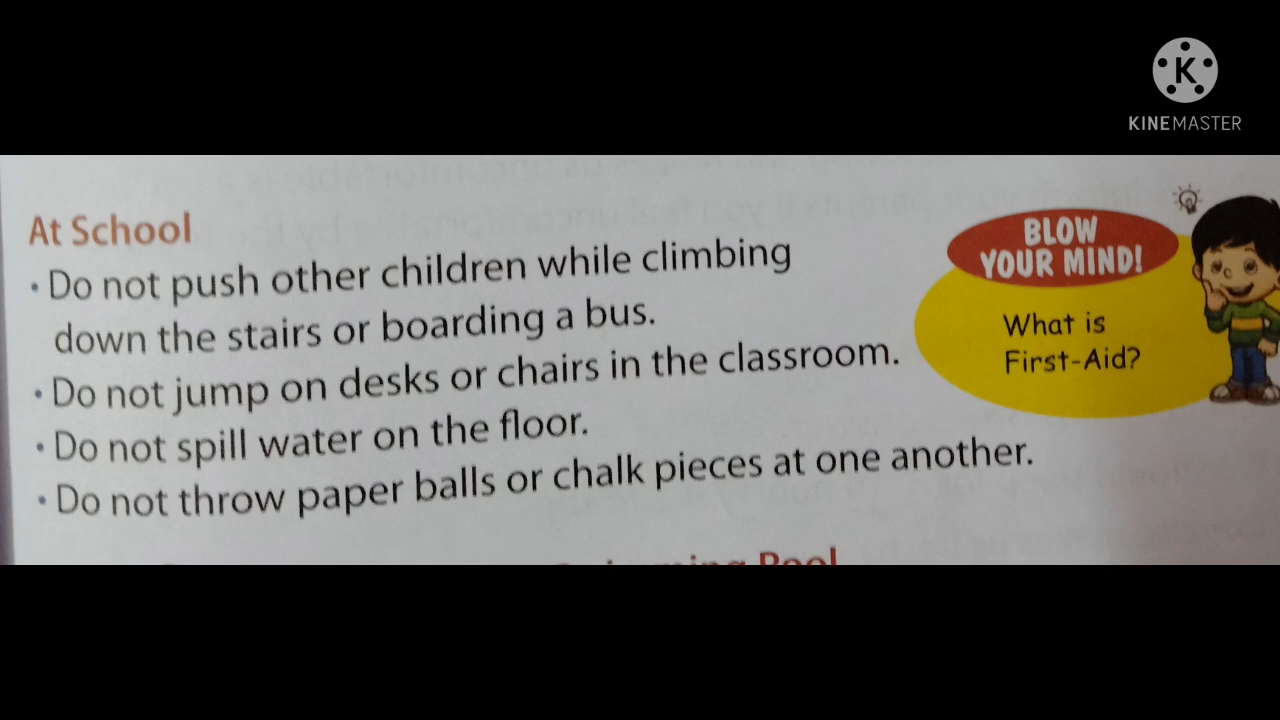 KINEMASTER
At School
• Do not push other children while climbing
down the stairs or boarding a bus.
• Do not jump on desks or chairs in the classroom.
• Do not spill water on the floor.
• Do not throw paper balls or chalk pieces at one another.
BLOW
YOUR MIND!
What is
First-Aid?
Pool